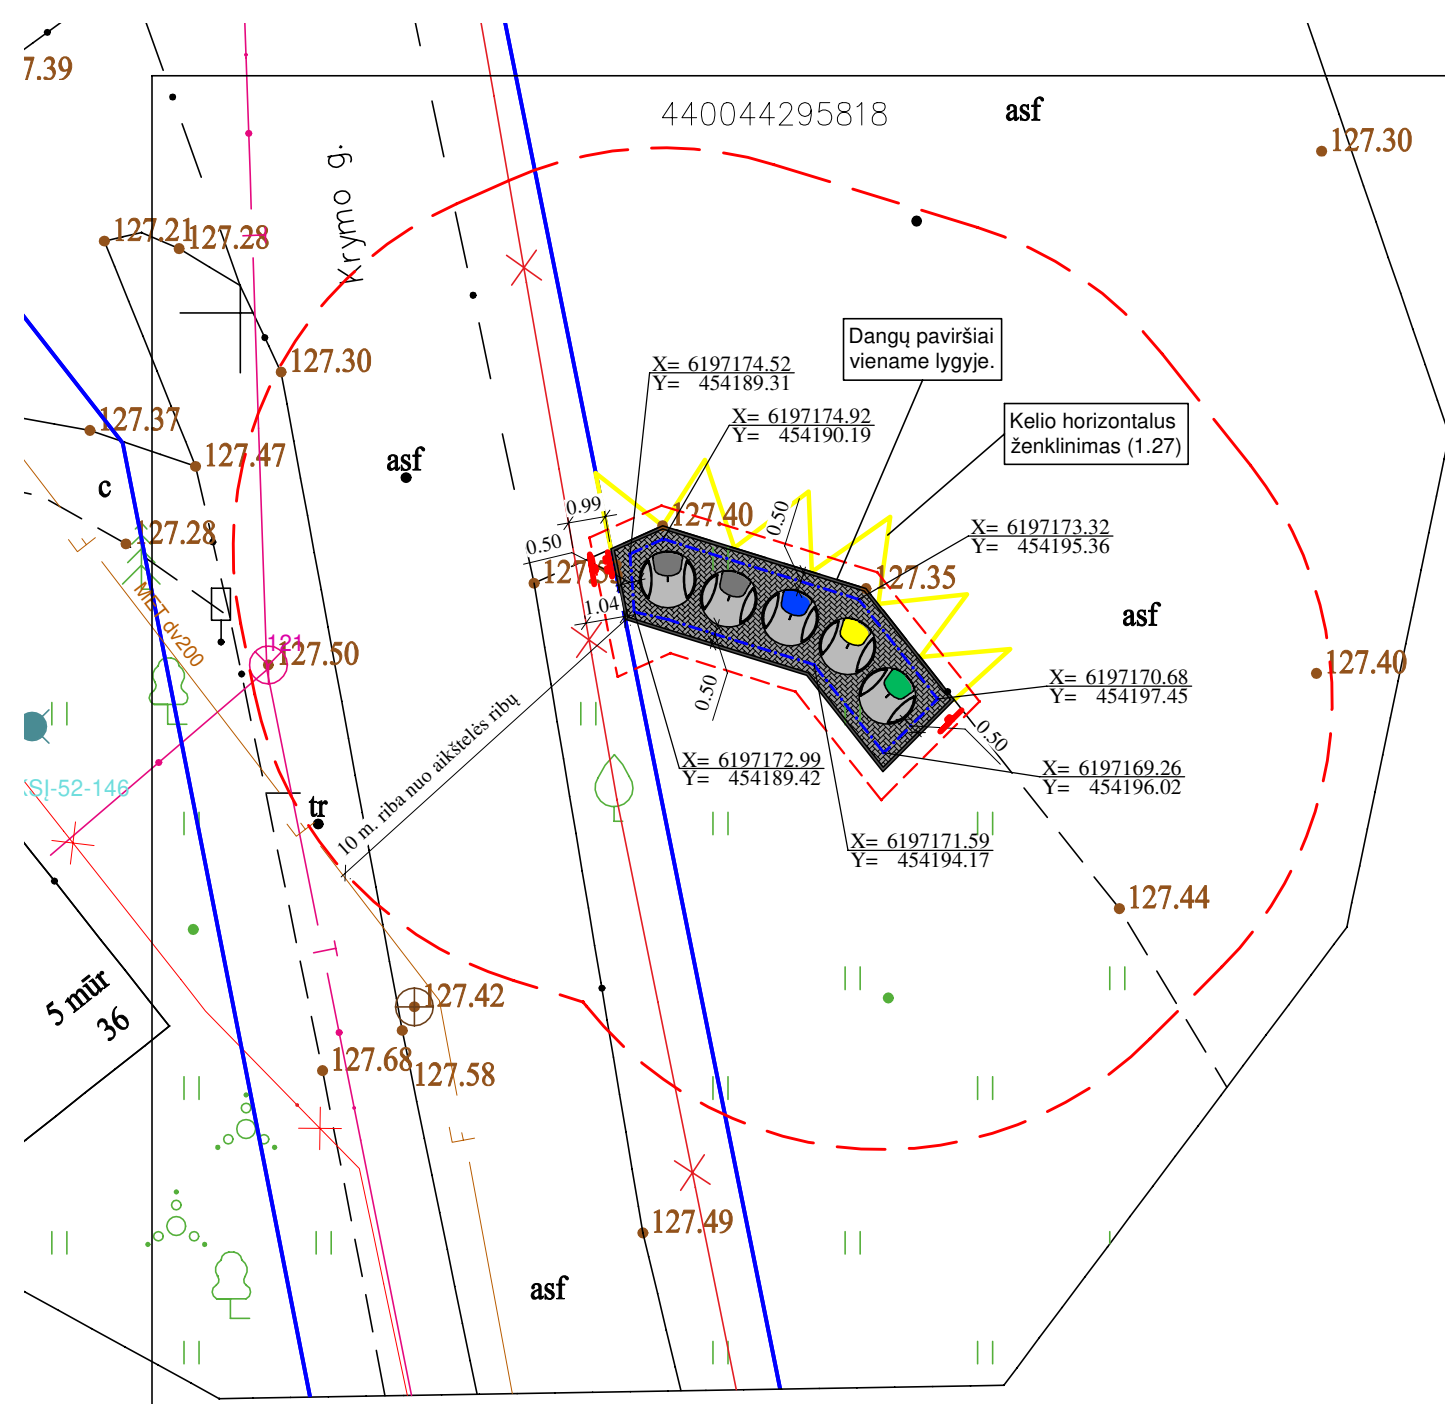 7.39
440044295818
asf
127.30
Krymo g.
127.21
127.28
127.30
Dangų paviršiai
viename lygyje.
X= 6197174.52
Y= 454189.31
X= 6197174.92
Y= 454190.19
Kelio horizontalus
ženklinimas (1.27)
127.37
127.47
asf
c
127.28
0.99
0.50
127.40
0.50
X= 6197173.32
Y= 454195.36
127.35
1.04
MET dv200
asf
121
127.50
127.40
X= 6197170.68
Y= 454197.45
0.50
0.50
10 m. riba nuo aikštelės ribų
X= 6197172.99
Y= 454189.42
X= 6197169.26
Y= 454196.02
KSĮ-52-146
tr
X= 6197171.59
Y= 454194.17
127.44
T
5 mūr
36
127.42
127.68
127.58
F
127.49
asf